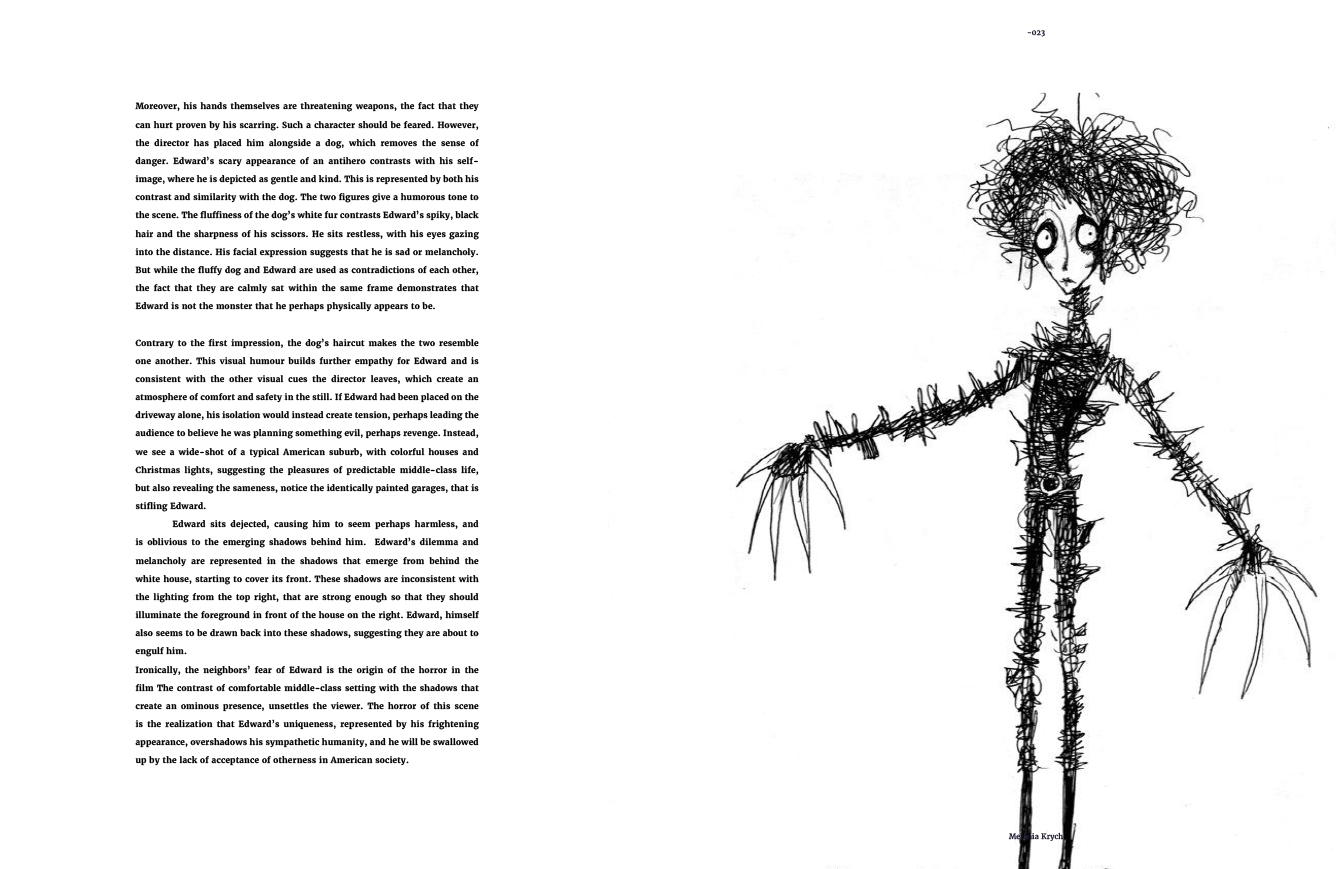 -023
Moreover, his hands themselves are threatening weapons, the fact that they
can hurt proven by his scarring. Such a character should be feared. However,
the director has placed him alongside a dog, which removes the sense of
danger. Edward's scary appearance of an antihero contrasts with his self-
image, where he is depicted as gentle and kind. This is represented by both his
contrast and similarity with the dog. The two figures give a humorous tone to
the scene. The fluffiness of the dog's white fur contrasts Edward's spiky, black
hair and the sharpness of his scissors. He sits restless, with his eyes gazing
into the distance. His facial expression suggests that he is sad or melancholy.
But while the fluffy dog and Edward are used as contradictions of each other,
the fact that they are calmly sat within the same frame demonstrates that
Edward is not the monster that he perhaps physically appears to be.
Contrary to the first impression, the dog's haircut makes the two resemble
one another. This visual humour builds further empathy for Edward and is
consistent with the other visual cues the director leaves, which create an
atmosphere of comfort and safety in the still. If Edward had been placed on the
driveway alone, his isolation would instead create tension, perhaps leading the
audience to believe he was planning something evil, perhaps revenge. Instead,
we see a wide-shot of a typical American suburb, with colorful houses and
Christmas lights, suggesting the pleasures of predictable middle-class life,
but also revealing the sameness, notice the identically painted garages, that is
stifling Edward.
Edward sits dejected, causing him to seem perhaps harmless, and
is oblivious to the emerging shadows behind him. Edward's dilemma and
melancholy are represented in the shadows that emerge from behind the
white house, starting to cover its front. These shadows are inconsistent with
the lighting from the top right, that are strong enough so that they should
illuminate the foreground in front of the house on the right. Edward, himself
also seems to be drawn back into these shadows, suggesting they are about to
engulf him.
Ironically, the neighbors' fear of Edward is the origin of the horror in the
film The contrast of comfortable middle-class setting with the shadows that
create an ominous presence, unsettles the viewer. The horror of this scene
is the realization that Edward's uniqueness, represented by his frightening
appearance, overshadows his sympathetic humanity, and he will be swallowed
up by the lack of acceptance of otherness in American society.